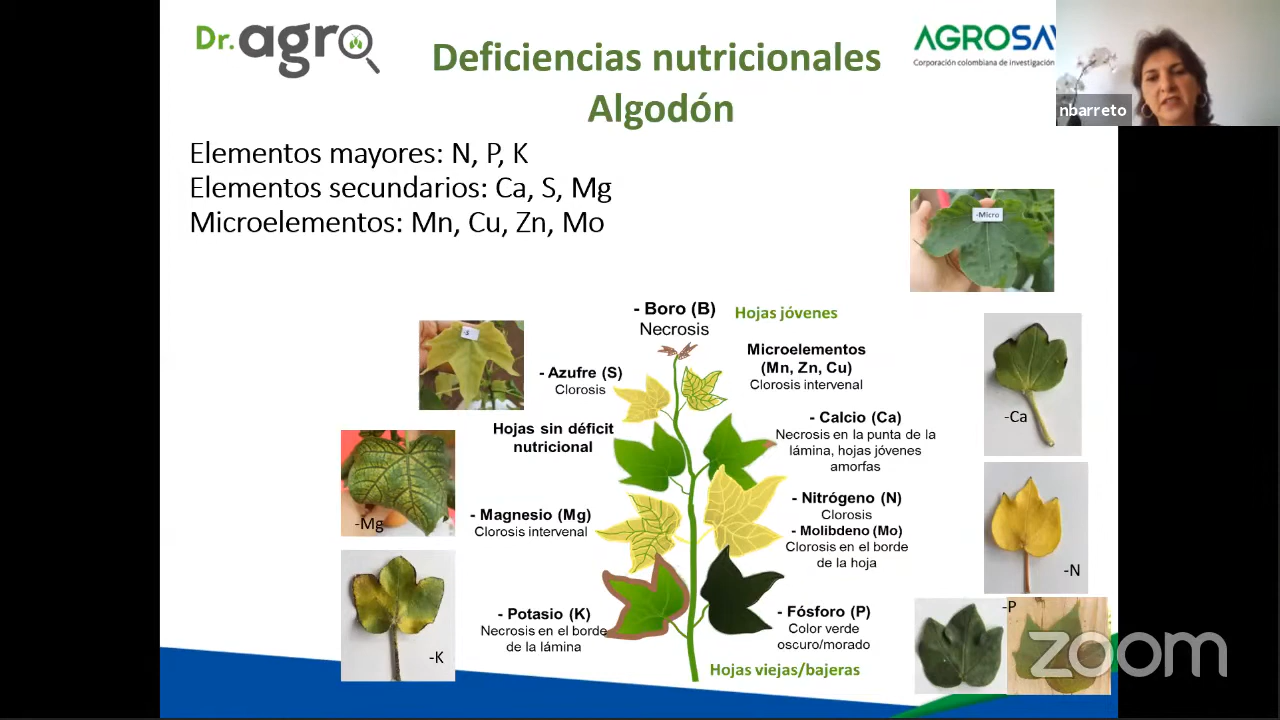 Dr. agro
Deficiencias nutricionales
Algodón
AGROSAV
Corporación colombiana de investigación
nbarreto
Elementos mayores: N, P, K
Elementos secundarios: Ca, S, Mg
Microelementos: Mn, Cu, Zn, Mo
-Micro
- Boro (B)
Necrosis
Hojas jóvenes
-S
- Azufre (S)
Clorosis
Microelementos
(Mn, Zn, Cu)
Clorosis intervenal
Hojas sin déficit
nutricional
- Calcio (Ca)
Necrosis en la punta de la
lámina, hojas jóvenes
amorfas
-Ca
-Mg
- Magnesio (Mg)
Clorosis intervenal
- Nitrógeno (N)
Clorosis
- Molibdeno (Mo)
Clorosis en el borde
de la hoja
-N
-K
- Potasio (K)
Necrosis en el borde
de la lámina
- Fósforo (P)
Color verde
oscuro/morado
-P
Hojas viejas/bajeras
zoom